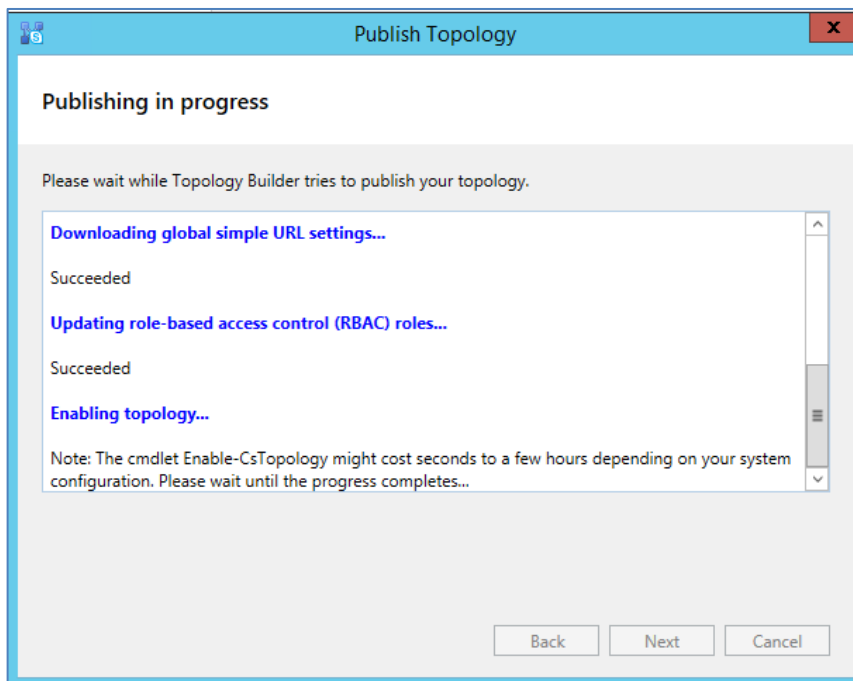 Publish Topology
x
Publishing in progress
Please wait while Topology Builder tries to publish your topology.
Downloading global simple URL settings...
Succeeded
Updating role-based access control (RBAC) roles...
Succeeded
Enabling topology...
Note: The cmdlet Enable-CsTopology might cost seconds to a few hours depending on your system
configuration. Please wait until the progress completes...
Back Next Cancel